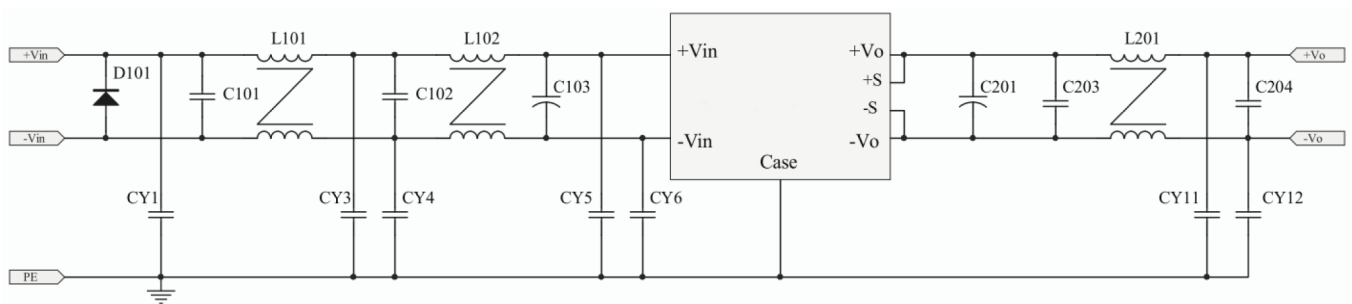 L101
L102
L201
+Vin
+Vin
+Vo
+Vo
D101
+S
C101
C102
C103
C201
C203
C204
-S
-Vin
-Vin
-Vo
-Vo
Case
CY1
CY3
CY4
CY5
CY6
CY11
CY12
PE